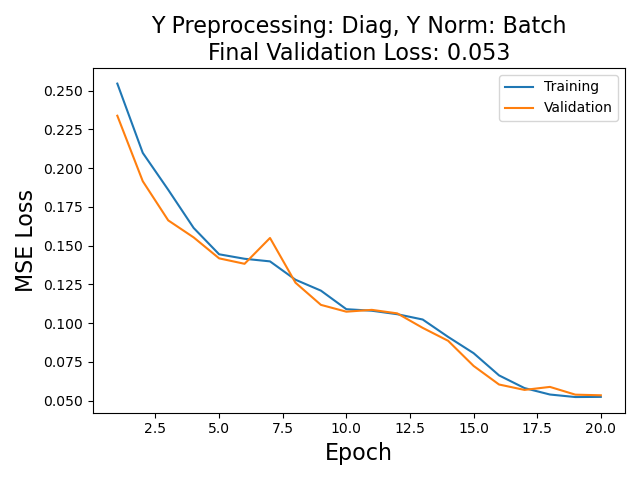 Y Preprocessing: Diag, Y Norm: Batch
Final Validation Loss: 0.053
Training
Validation
MSE Loss
0.250
0.225
0.200
0.175
0.150
0.125
0.100
0.075
0.050
2.5 5.0 7.5 10.0 12.5 15.0 17.5 20.0
Epoch